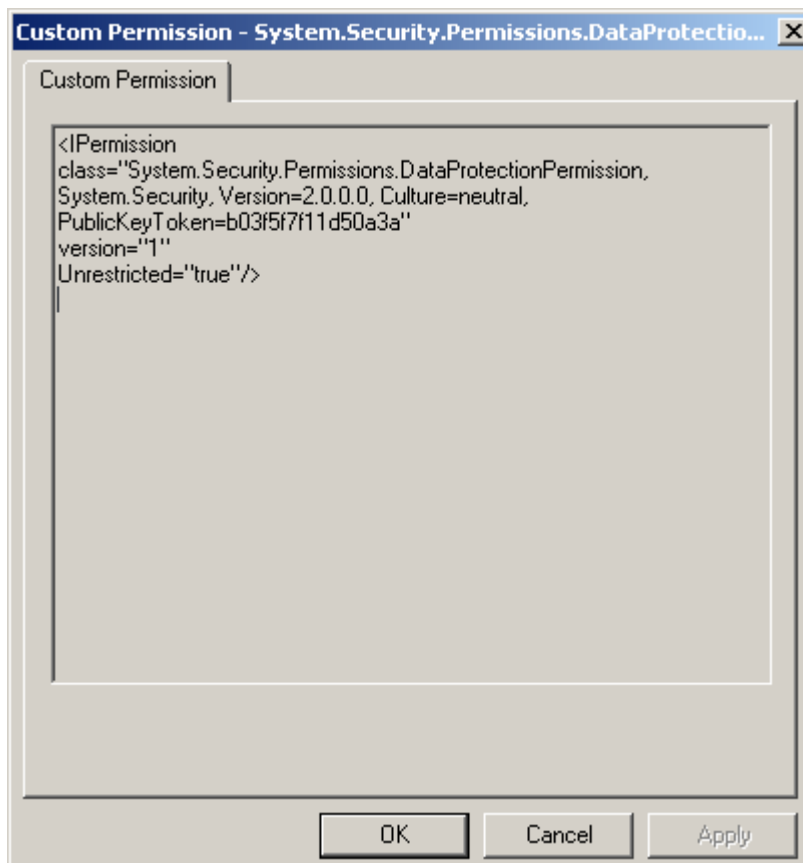 Custom Permission - System.Security.Permissions.DataProtectio...
Custom Permission
<IPermission
class="System.Security.Permissions.DataProtectionPermission,
System.Security, Version=2.0.0.0, Culture=neutral,
PublicKeyToken=b03f5f7f11d50a3a"
version="1"
Unrestricted="true"/>
OK
Cancel
Apply